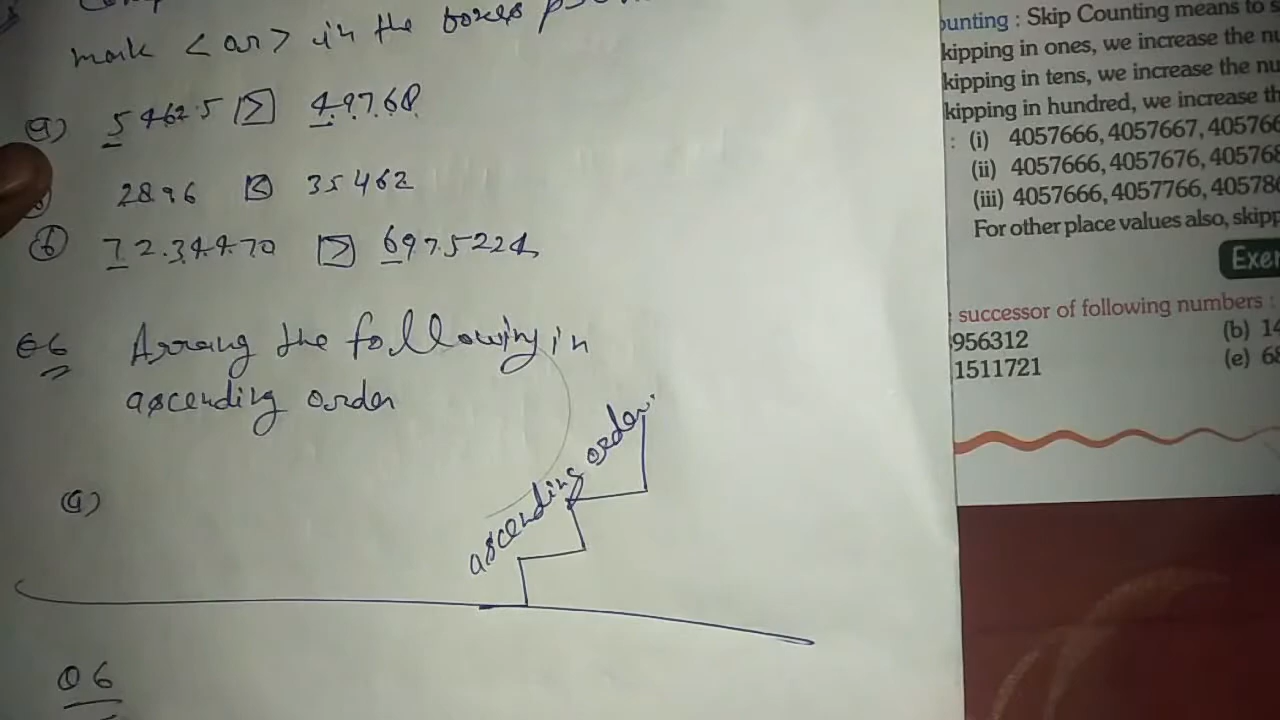 mark < or > in the boxes
a) 54625 > 49768
2896 < 35462
b) 7234470 > 6975224
Q6 Arrang the following in
ascending order
a)
ascending order.
Q6
ounting : Skip Counting means to s
kipping in ones, we increase the nu
kipping in tens, we increase the nu
kipping in hundred, we increase th
: (i) 4057666, 4057667, 405766
(ii) 4057666, 4057676, 405768
(iii) 4057666, 4057766, 405786
For other place values also, skipp
Exer
successor of following numbers :
956312 (b) 14
1511721 (e) 68